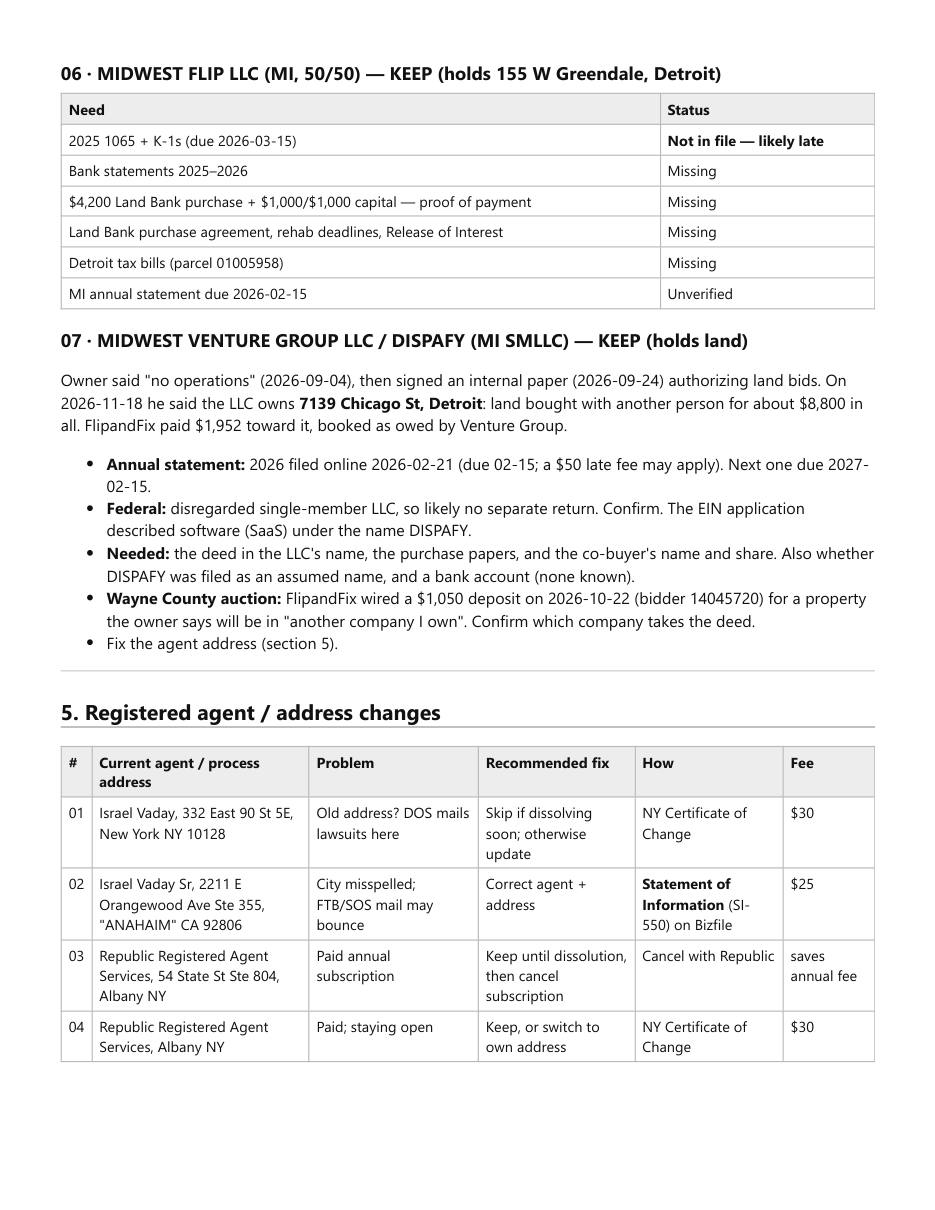 06 · MIDWEST FLIP LLC (MI, 50/50) — KEEP (holds 155 W Greendale, Detroit)
Need Status
2025 1065 + K-1s (due 2026-03-15) Not in file — likely late
Bank statements 2025–2026 Missing
$4,200 Land Bank purchase + $1,000/$1,000 capital — proof of payment Missing
Land Bank purchase agreement, rehab deadlines, Release of Interest Missing
Detroit tax bills (parcel 01005958) Missing
MI annual statement due 2026-02-15 Unverified
07 · MIDWEST VENTURE GROUP LLC / DISPAFY (MI SMLLC) — KEEP (holds land)
Owner said "no operations" (2026-09-04), then signed an internal paper (2026-09-24) authorizing land bids. On
2026-11-18 he said the LLC owns 7139 Chicago St, Detroit: land bought with another person for about $8,800 in
all. FlipandFix paid $1,952 toward it, booked as owed by Venture Group.
• Annual statement: 2026 filed online 2026-02-21 (due 02-15; a $50 late fee may apply). Next one due 2027-
02-15.
• Federal: disregarded single-member LLC, so likely no separate return. Confirm. The EIN application
described software (SaaS) under the name DISPAFY.
• Needed: the deed in the LLC's name, the purchase papers, and the co-buyer's name and share. Also whether
DISPAFY was filed as an assumed name, and a bank account (none known).
• Wayne County auction: FlipandFix wired a $1,050 deposit on 2026-10-22 (bidder 14045720) for a property
the owner says will be in "another company I own". Confirm which company takes the deed.
• Fix the agent address (section 5).
5. Registered agent / address changes
# Current agent / process address Problem Recommended fix How Fee
01 Israel Vaday, 332 East 90 St 5E, New York NY 10128 Old address? DOS mails lawsuits here Skip if dissolving soon; otherwise update NY Certificate of Change $30
02 Israel Vaday Sr, 2211 E Orangewood Ave Ste 355, "ANAHAIM" CA 92806 City misspelled; FTB/SOS mail may bounce Correct agent + address Statement of Information (SI-550) on Bizfile $25
03 Republic Registered Agent Services, 54 State St Ste 804, Albany NY Paid annual subscription Keep until dissolution, then cancel subscription Cancel with Republic saves annual fee
04 Republic Registered Agent Services, Albany NY Paid; staying open Keep, or switch to own address NY Certificate of Change $30